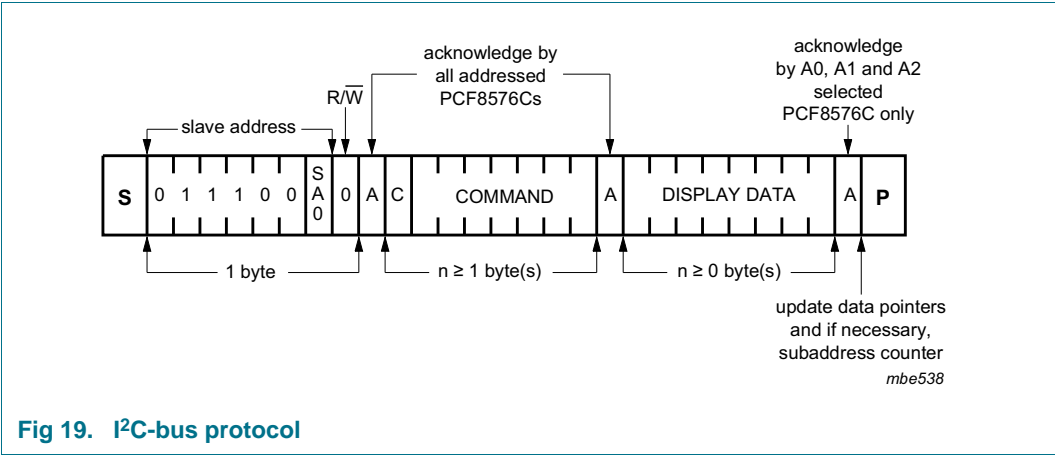 acknowledge by
all addressed
PCF8576Cs
acknowledge
by A0, A1 and A2
selected
PCF8576C only
R/W̅
slave address
S 0 1 1 1 0 0 S A 0 0 A C COMMAND A DISPLAY DATA A P
1 byte
n ≥ 1 byte(s)
n ≥ 0 byte(s)
update data pointers
and if necessary,
subaddress counter
mbe538
Fig 19. I²C-bus protocol